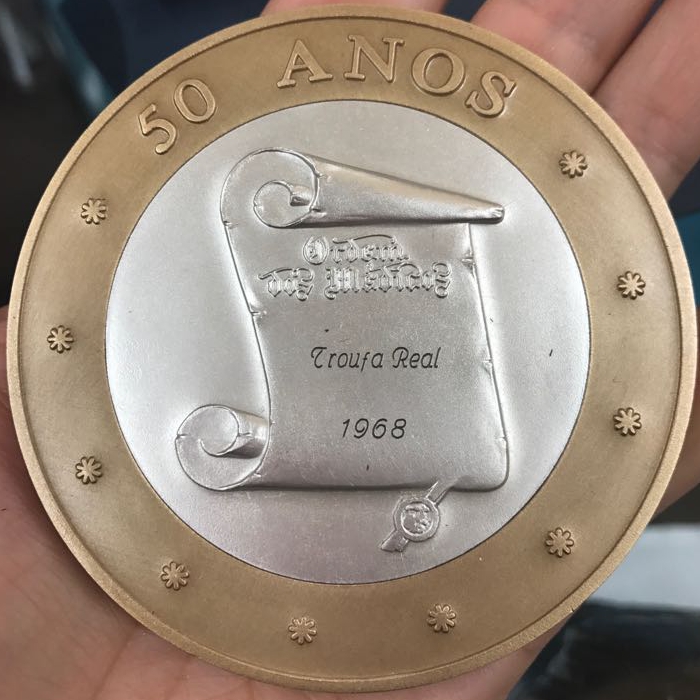 50 ANOS
Ordem
dos Médicos
Troufa Real
1968